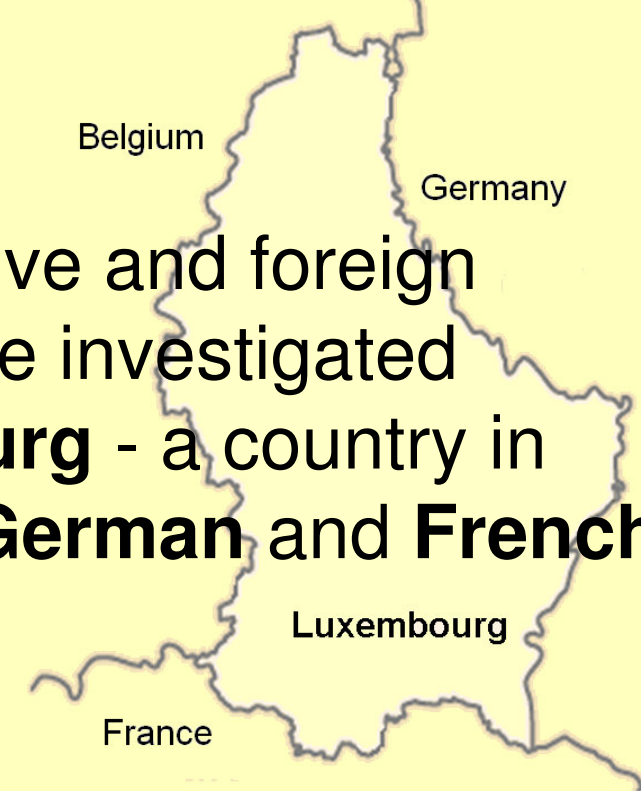 Belgium
Germany
ve and foreign
e investigated
urg - a country in
German and French
Luxembourg
France